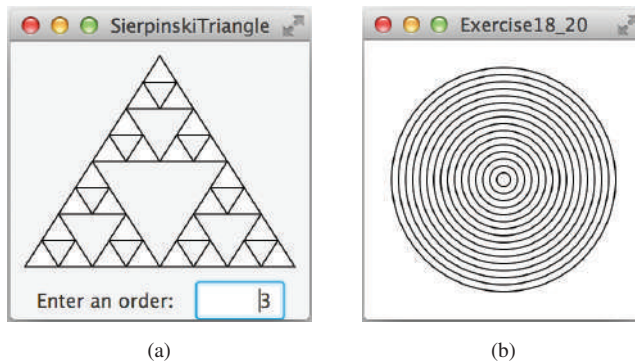 SierpinskiTriangle
Exercise18_20
Enter an order:
3
(a)
(b)